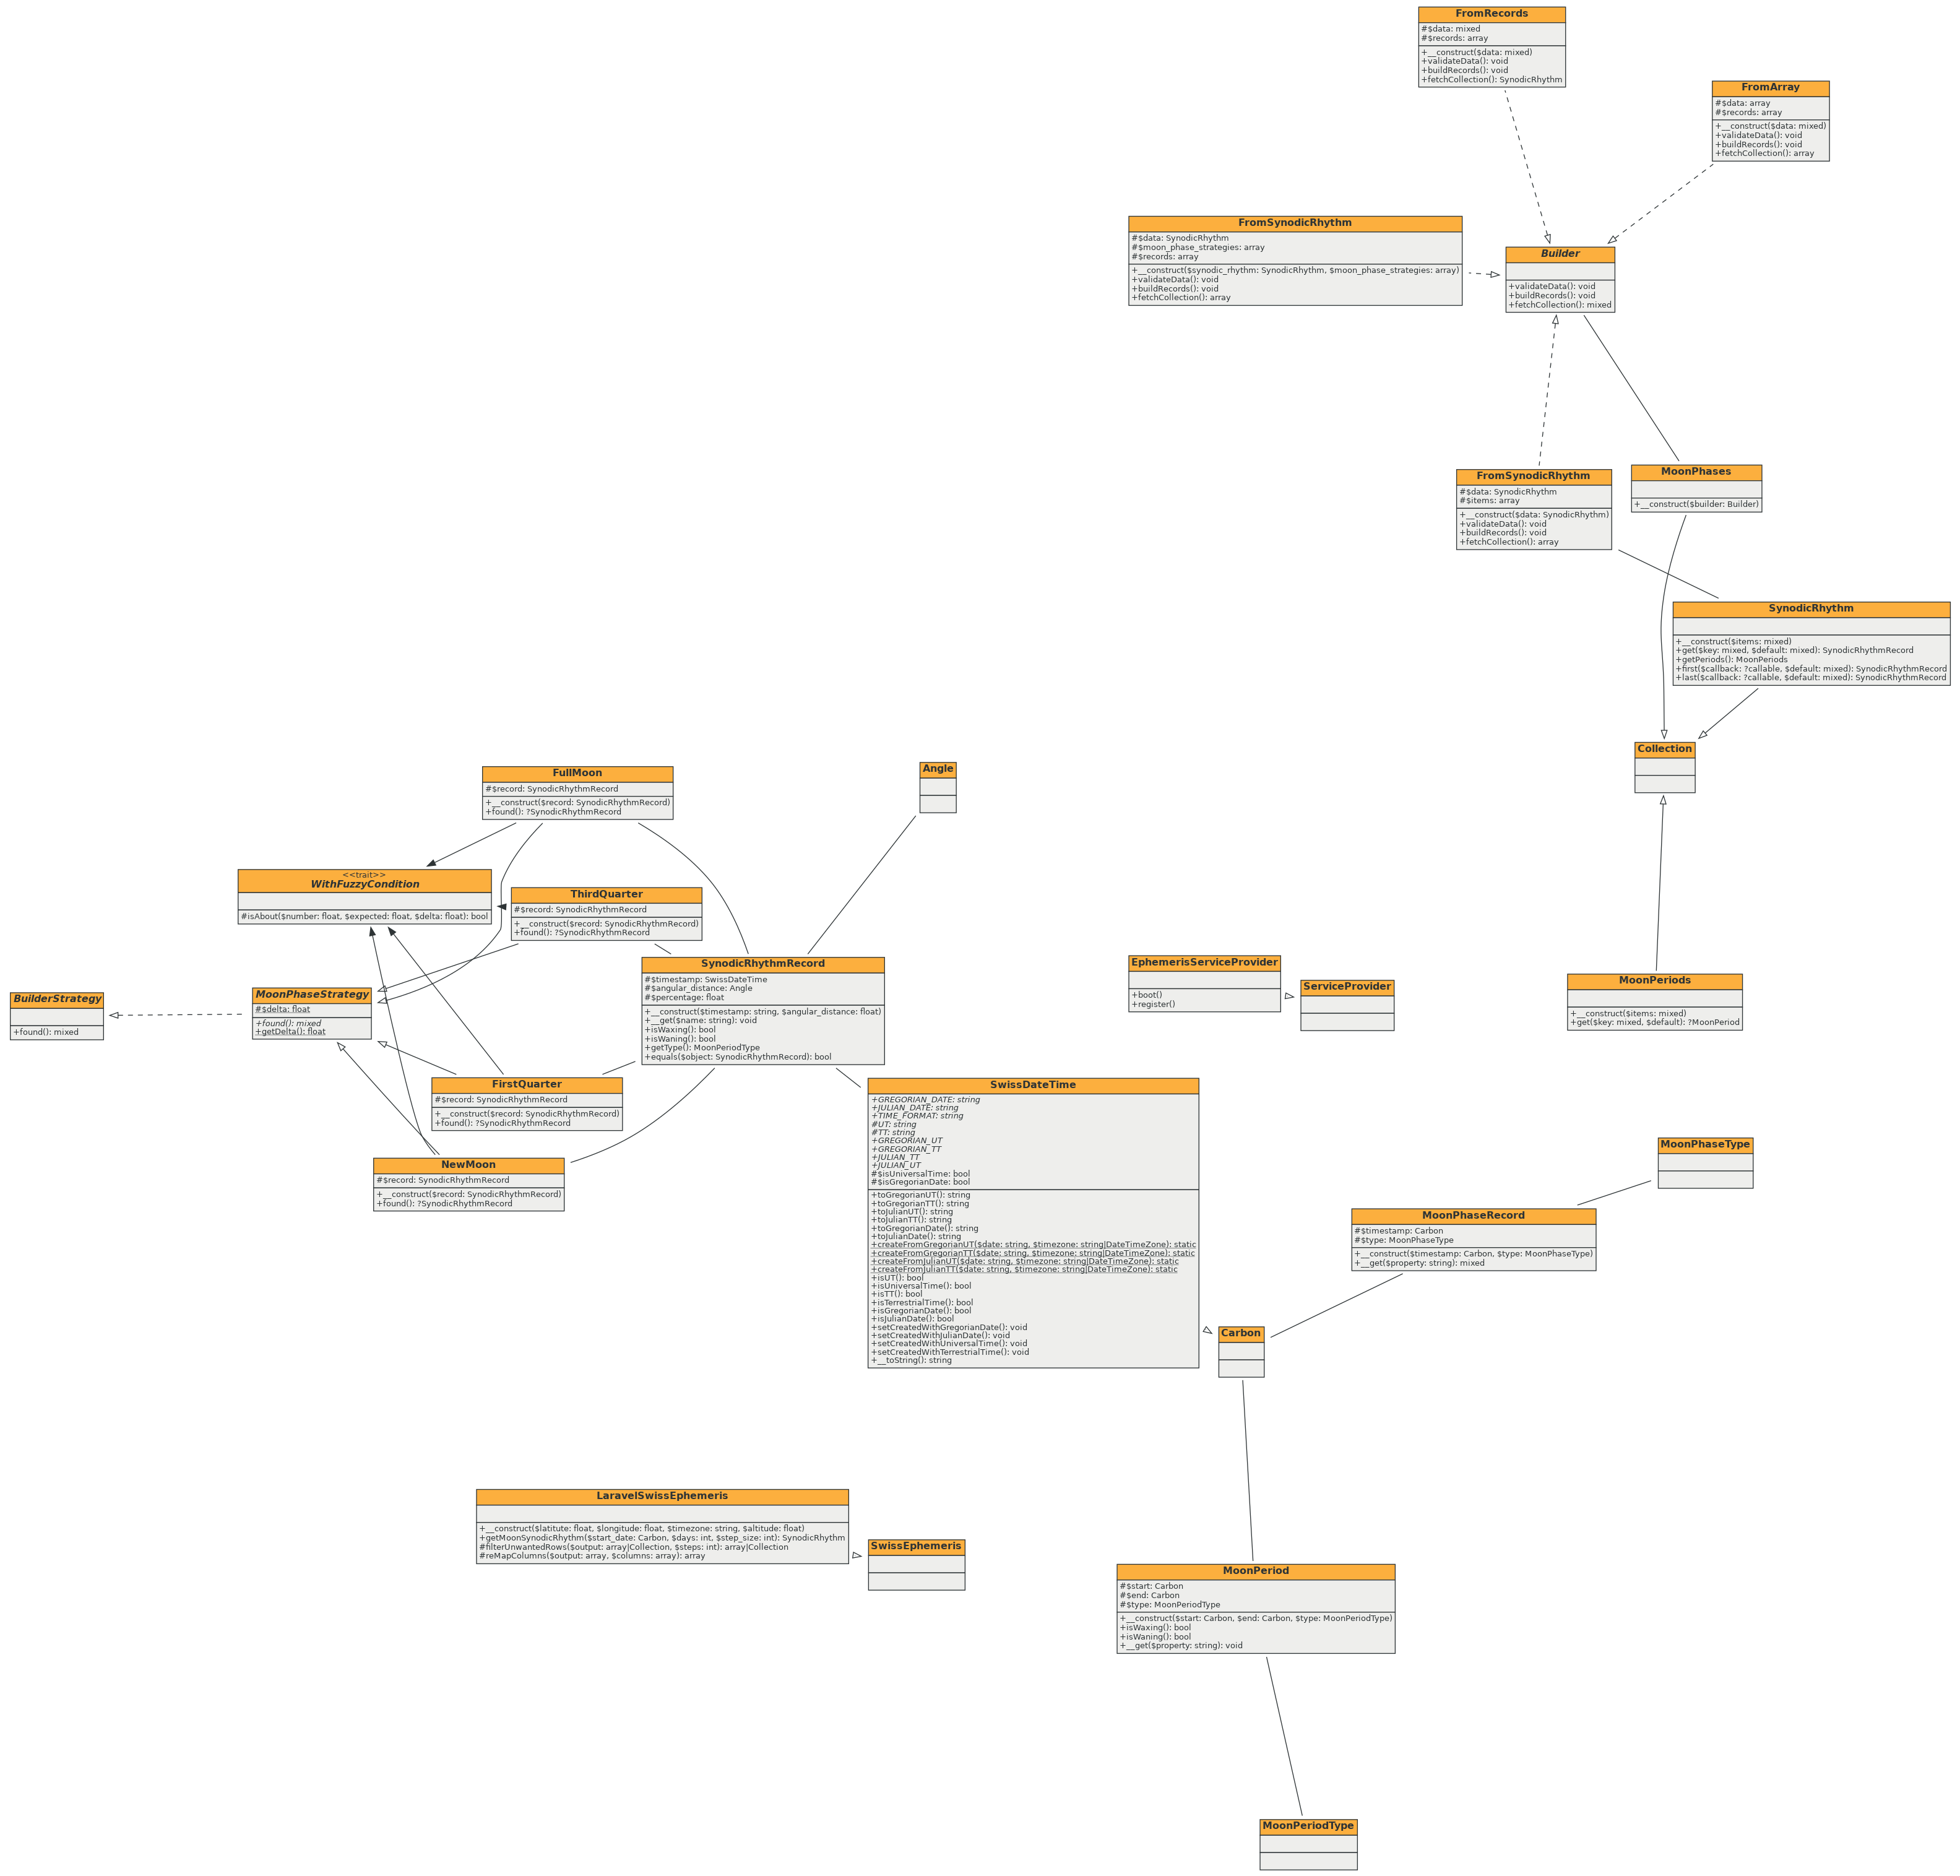 FromRecords
#$data: mixed
#$records: array
+__construct($data: mixed)
+validateData(): void
+buildRecords(): void
+fetchCollection(): SynodicRhythm
FromArray
#$data: array
#$records: array
+__construct($data: mixed)
+validateData(): void
+buildRecords(): void
+fetchCollection(): array
FromSynodicRhythm
#$data: SynodicRhythm
#$moon_phase_strategies: array
#$records: array
+__construct($synodic_rhythm: SynodicRhythm, $moon_phase_strategies: array)
+validateData(): void
+buildRecords(): void
+fetchCollection(): array
Builder
+validateData(): void
+buildRecords(): void
+fetchCollection(): mixed
FromSynodicRhythm
#$data: SynodicRhythm
#$items: array
+__construct($data: SynodicRhythm)
+validateData(): void
+buildRecords(): void
+fetchCollection(): array
MoonPhases
+__construct($builder: Builder)
SynodicRhythm
+__construct($items: mixed)
+get($key: mixed, $default: mixed): SynodicRhythmRecord
+getPeriods(): MoonPeriods
+first($callback: ?callable, $default: mixed): SynodicRhythmRecord
+last($callback: ?callable, $default: mixed): SynodicRhythmRecord
Collection
FullMoon
#$record: SynodicRhythmRecord
+__construct($record: SynodicRhythmRecord)
+found(): ?SynodicRhythmRecord
Angle
<<trait>>
WithFuzzyCondition
#isAbout($number: float, $expected: float, $delta: float): bool
ThirdQuarter
#$record: SynodicRhythmRecord
+__construct($record: SynodicRhythmRecord)
+found(): ?SynodicRhythmRecord
SynodicRhythmRecord
#$timestamp: SwissDateTime
#$angular_distance: Angle
#$percentage: float
+__construct($timestamp: string, $angular_distance: float)
+__get($name: string): void
+isWaxing(): bool
+isWaning(): bool
+getType(): MoonPeriodType
+equals($object: SynodicRhythmRecord): bool
EphemerisServiceProvider
+boot()
+register()
ServiceProvider
MoonPeriods
+__construct($items: mixed)
+get($key: mixed, $default): ?MoonPeriod
BuilderStrategy
+found(): mixed
MoonPhaseStrategy
#$delta: float
+found(): mixed
+getDelta(): float
FirstQuarter
#$record: SynodicRhythmRecord
+__construct($record: SynodicRhythmRecord)
+found(): ?SynodicRhythmRecord
NewMoon
#$record: SynodicRhythmRecord
+__construct($record: SynodicRhythmRecord)
+found(): ?SynodicRhythmRecord
SwissDateTime
+GREGORIAN_DATE: string
+JULIAN_DATE: string
+TIME_FORMAT: string
#UT: string
#TT: string
+GREGORIAN_UT
+GREGORIAN_TT
+JULIAN_TT
+JULIAN_UT
#$isUniversalTime: bool
#$isGregorianDate: bool
+toGregorianUT(): string
+toGregorianTT(): string
+toJulianUT(): string
+toJulianTT(): string
+toGregorianDate(): string
+toJulianDate(): string
+createFromGregorianUT($date: string, $timezone: string|DateTimeZone): static
+createFromGregorianTT($date: string, $timezone: string|DateTimeZone): static
+createFromJulianUT($date: string, $timezone: string|DateTimeZone): static
+createFromJulianTT($date: string, $timezone: string|DateTimeZone): static
+isUT(): bool
+isUniversalTime(): bool
+isTT(): bool
+isTerrestrialTime(): bool
+isGregorianDate(): bool
+isJulianDate(): bool
+setCreatedWithGregorianDate(): void
+setCreatedWithJulianDate(): void
+setCreatedWithUniversalTime(): void
+setCreatedWithTerrestrialTime(): void
+__toString(): string
MoonPhaseType
MoonPhaseRecord
#$timestamp: Carbon
#$type: MoonPhaseType
+__construct($timestamp: Carbon, $type: MoonPhaseType)
+__get($property: string): mixed
Carbon
LaravelSwissEphemeris
+__construct($latitute: float, $longitude: float, $timezone: string, $altitude: float)
+getMoonSynodicRhythm($start_date: Carbon, $days: int, $step_size: int): SynodicRhythm
#filterUnwantedRows($output: array|Collection, $steps: int): array|Collection
#reMapColumns($output: array, $columns: array): array
SwissEphemeris
MoonPeriod
#$start: Carbon
#$end: Carbon
#$type: MoonPeriodType
+__construct($start: Carbon, $end: Carbon, $type: MoonPeriodType)
+isWaxing(): bool
+isWaning(): bool
+__get($property: string): void
MoonPeriodType